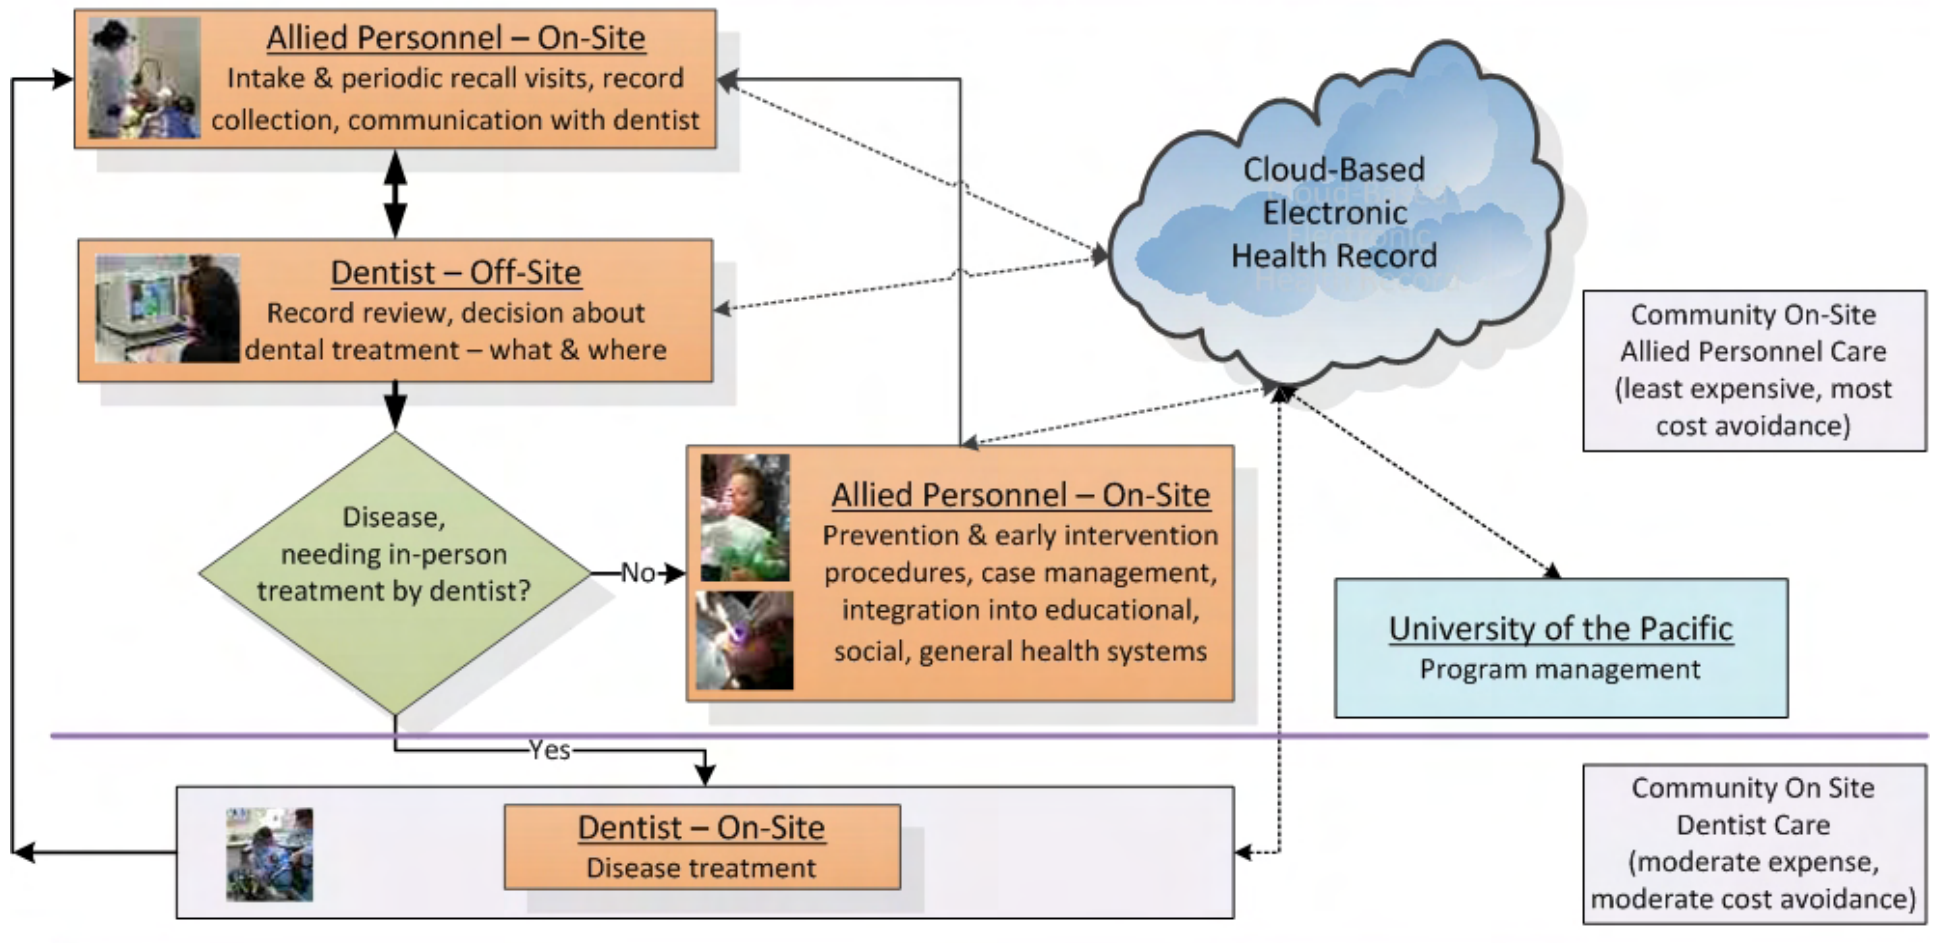 Allied Personnel – On-Site
Intake & periodic recall visits, record
collection, communication with dentist
Dentist – Off-Site
Record review, decision about
dental treatment – what & where
Cloud-Based
Electronic
Health Record
Community On-Site
Allied Personnel Care
(least expensive, most
cost avoidance)
Disease,
needing in-person
treatment by dentist?
No
Allied Personnel – On-Site
Prevention & early intervention
procedures, case management,
integration into educational,
social, general health systems
University of the Pacific
Program management
Yes
Dentist – On-Site
Disease treatment
Community On Site
Dentist Care
(moderate expense,
moderate cost avoidance)